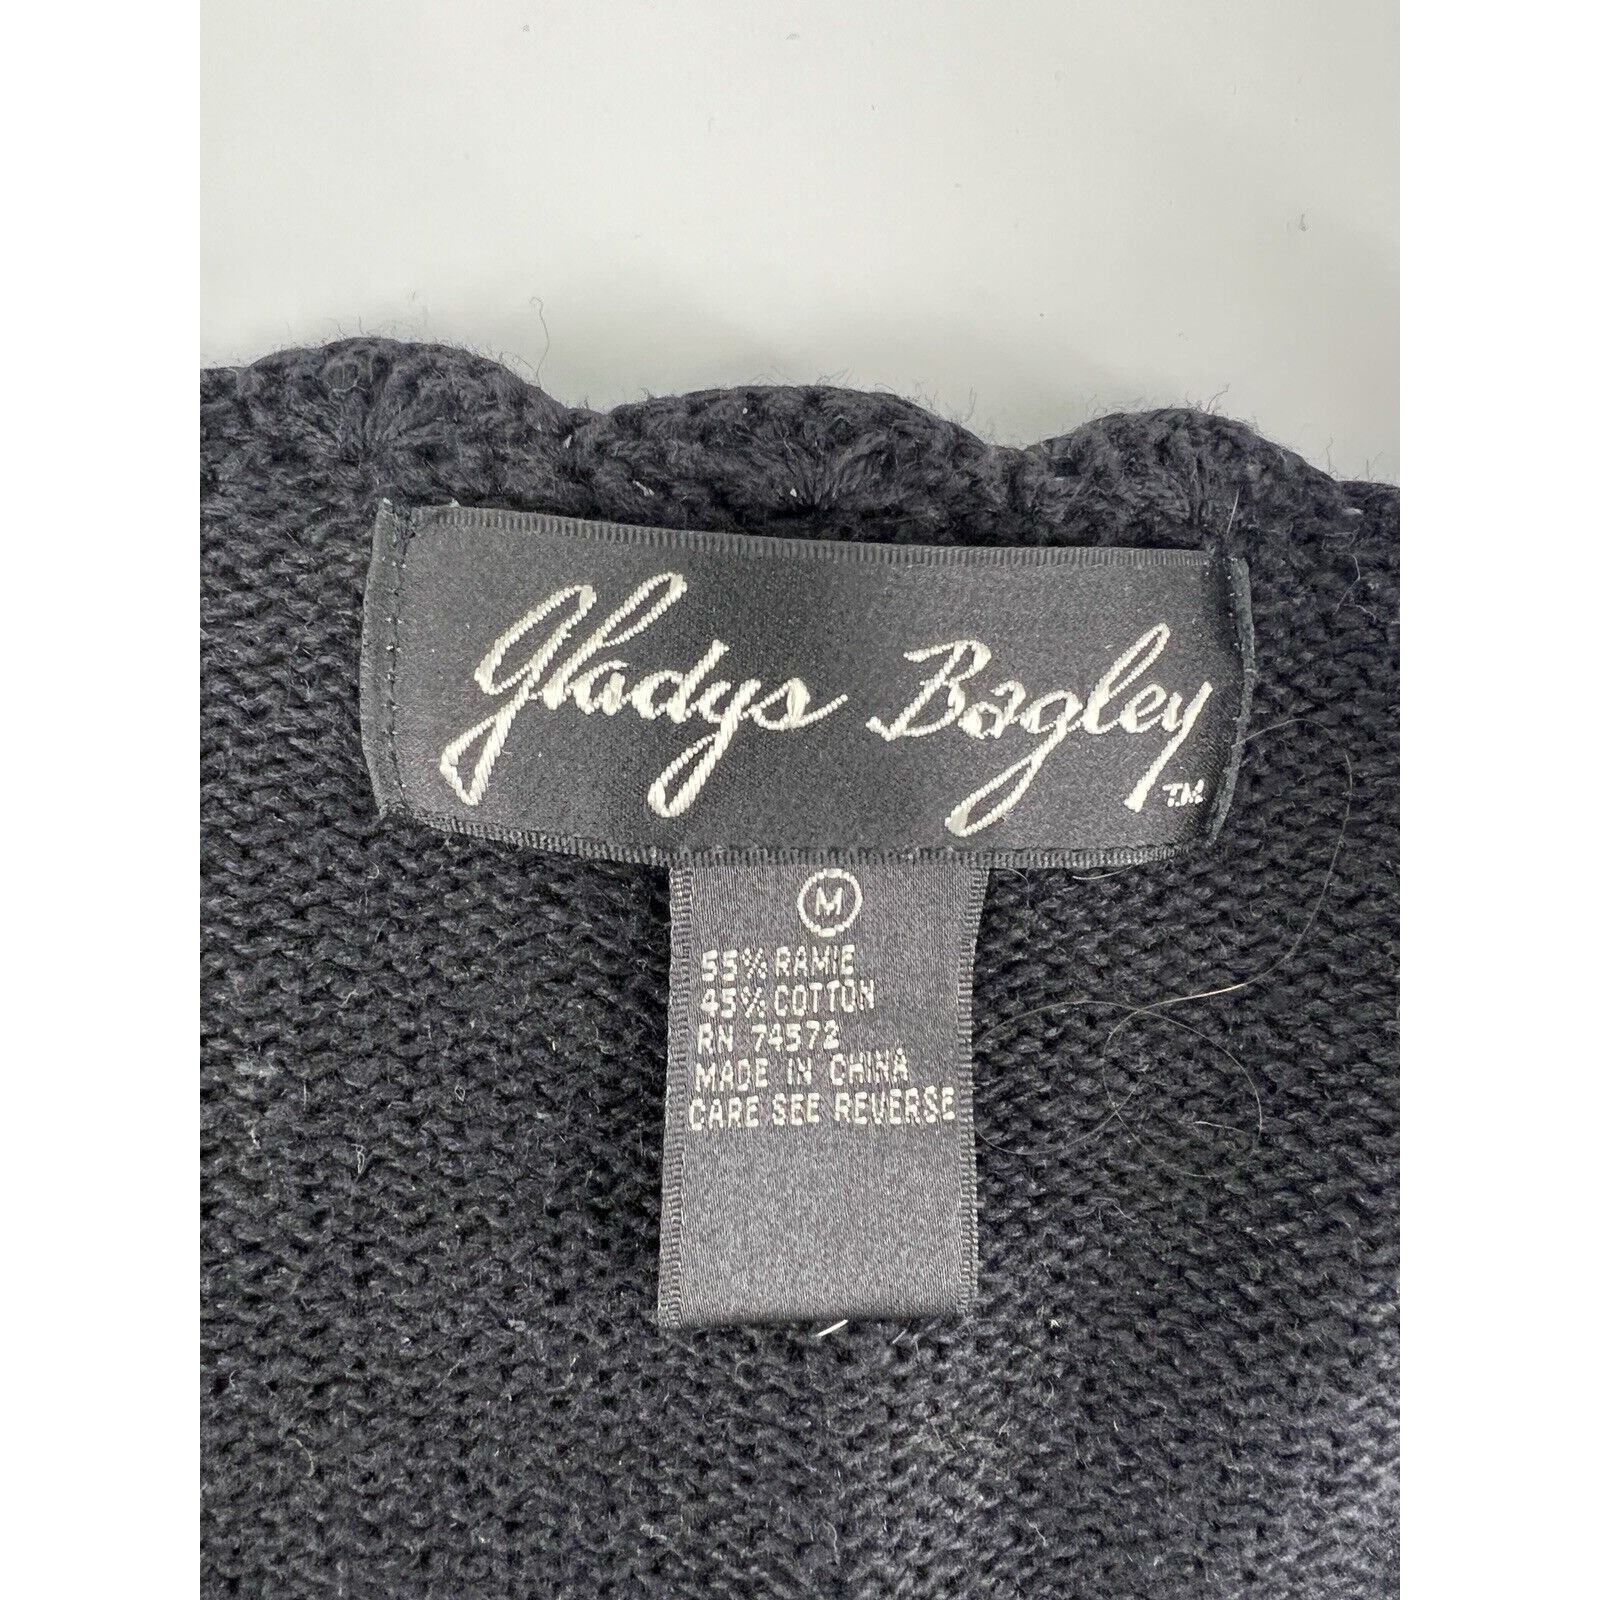 Gladys Bagley
TM
M
55% RAMIE
45% COTTON
RN 74572
MADE IN CHINA
CARE SEE REVERSE